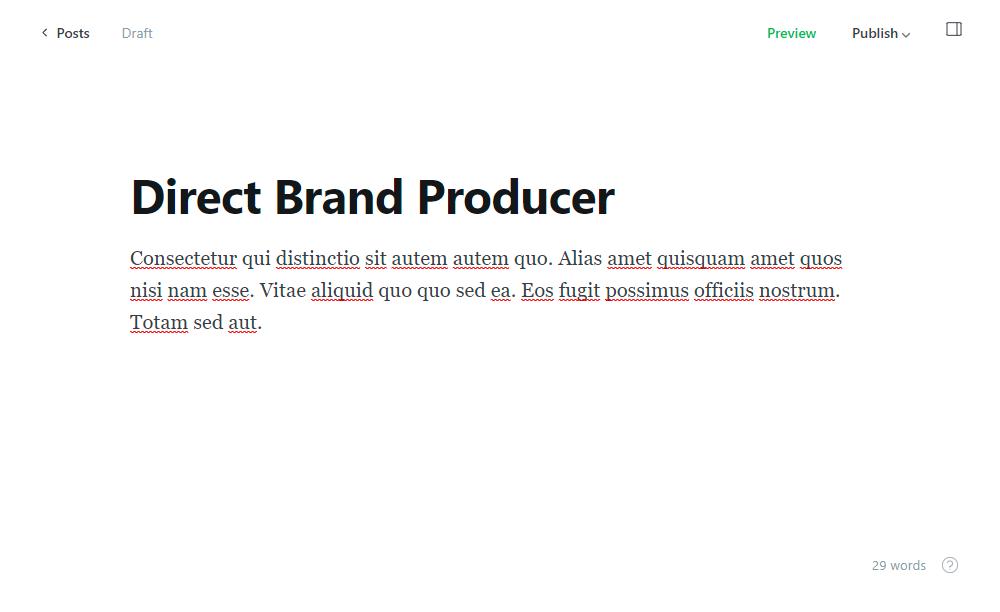 Posts
Draft
Preview
Publish
Direct Brand Producer
Consectetur qui distinctio sit autem autem quo. Alias amet quisquam amet quos
nisi nam esse. Vitae aliquid quo quo sed ea. Eos fugit possimus officiis nostrum.
Totam sed aut.
29 words
?